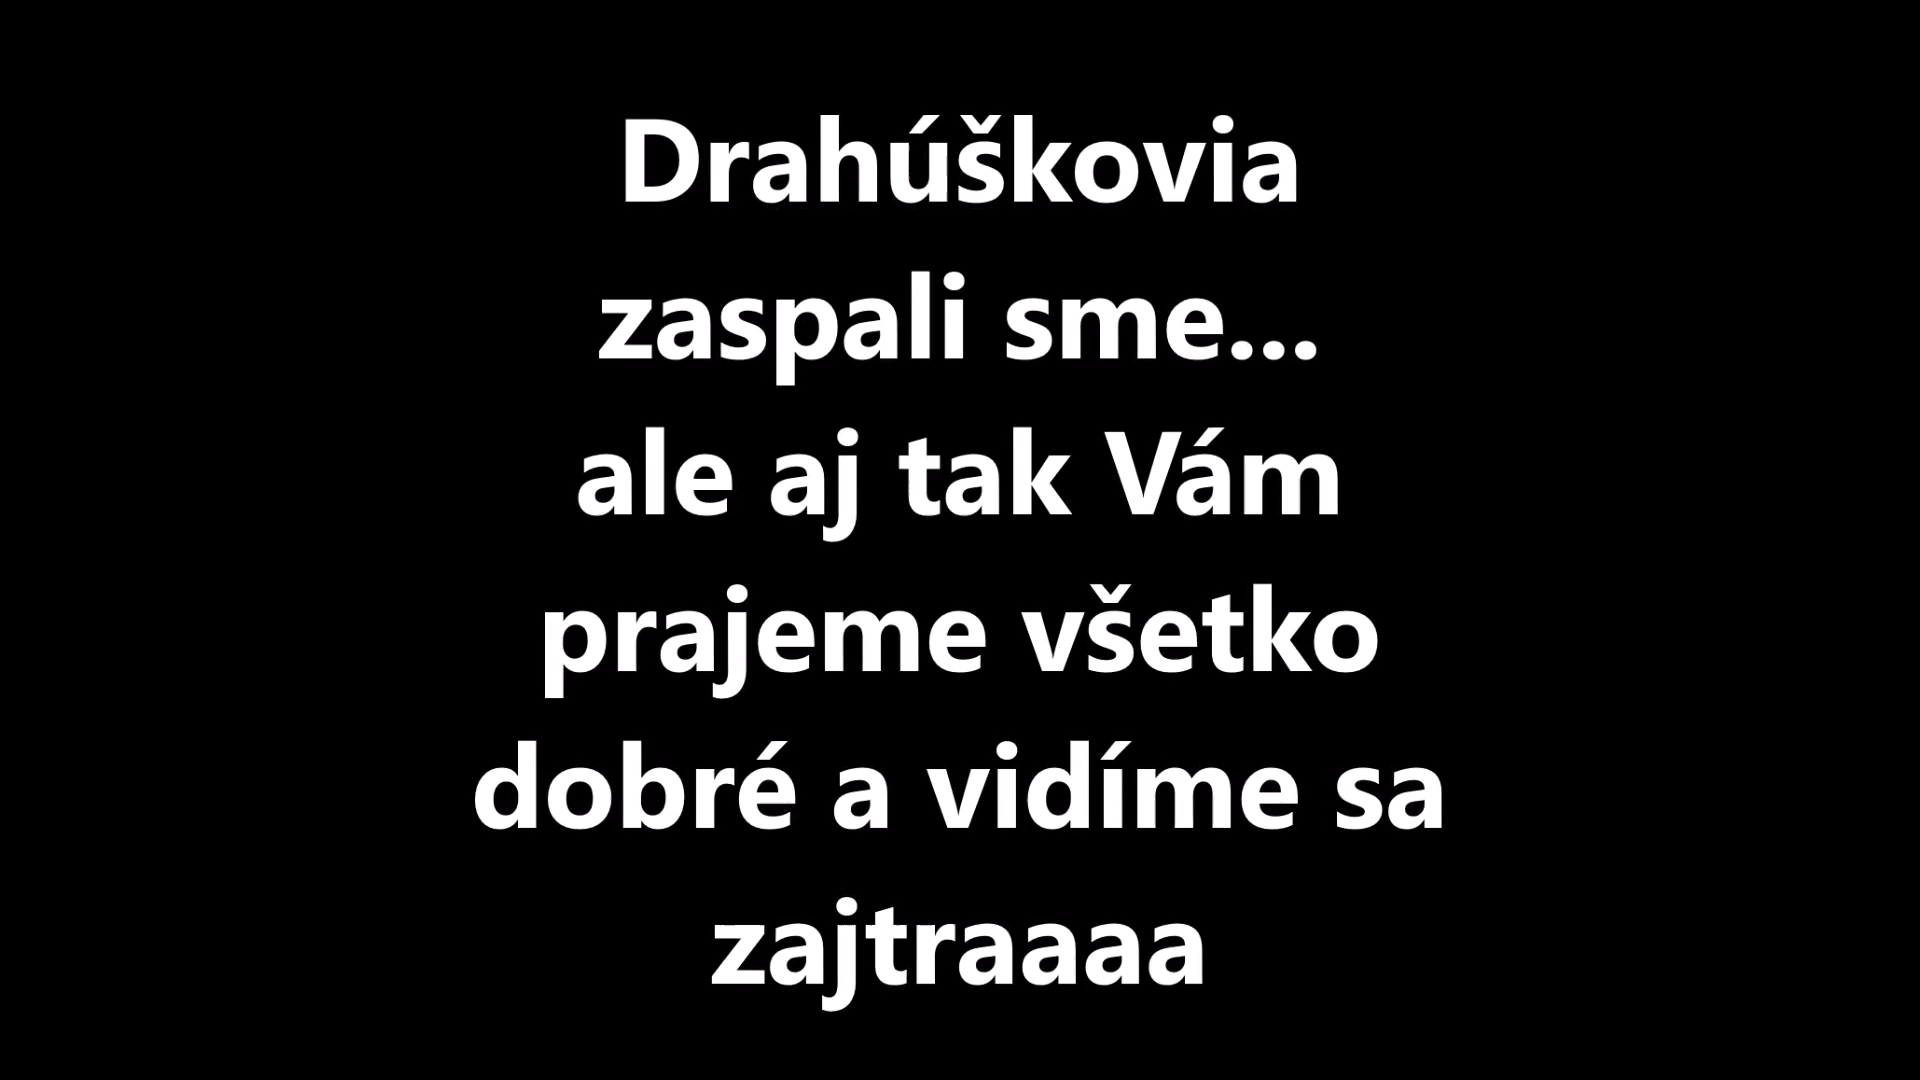 Drahúškovia
zaspali sme...
ale aj tak Vám
prajeme všetko
dobré a vidíme sa
zajtraaaa